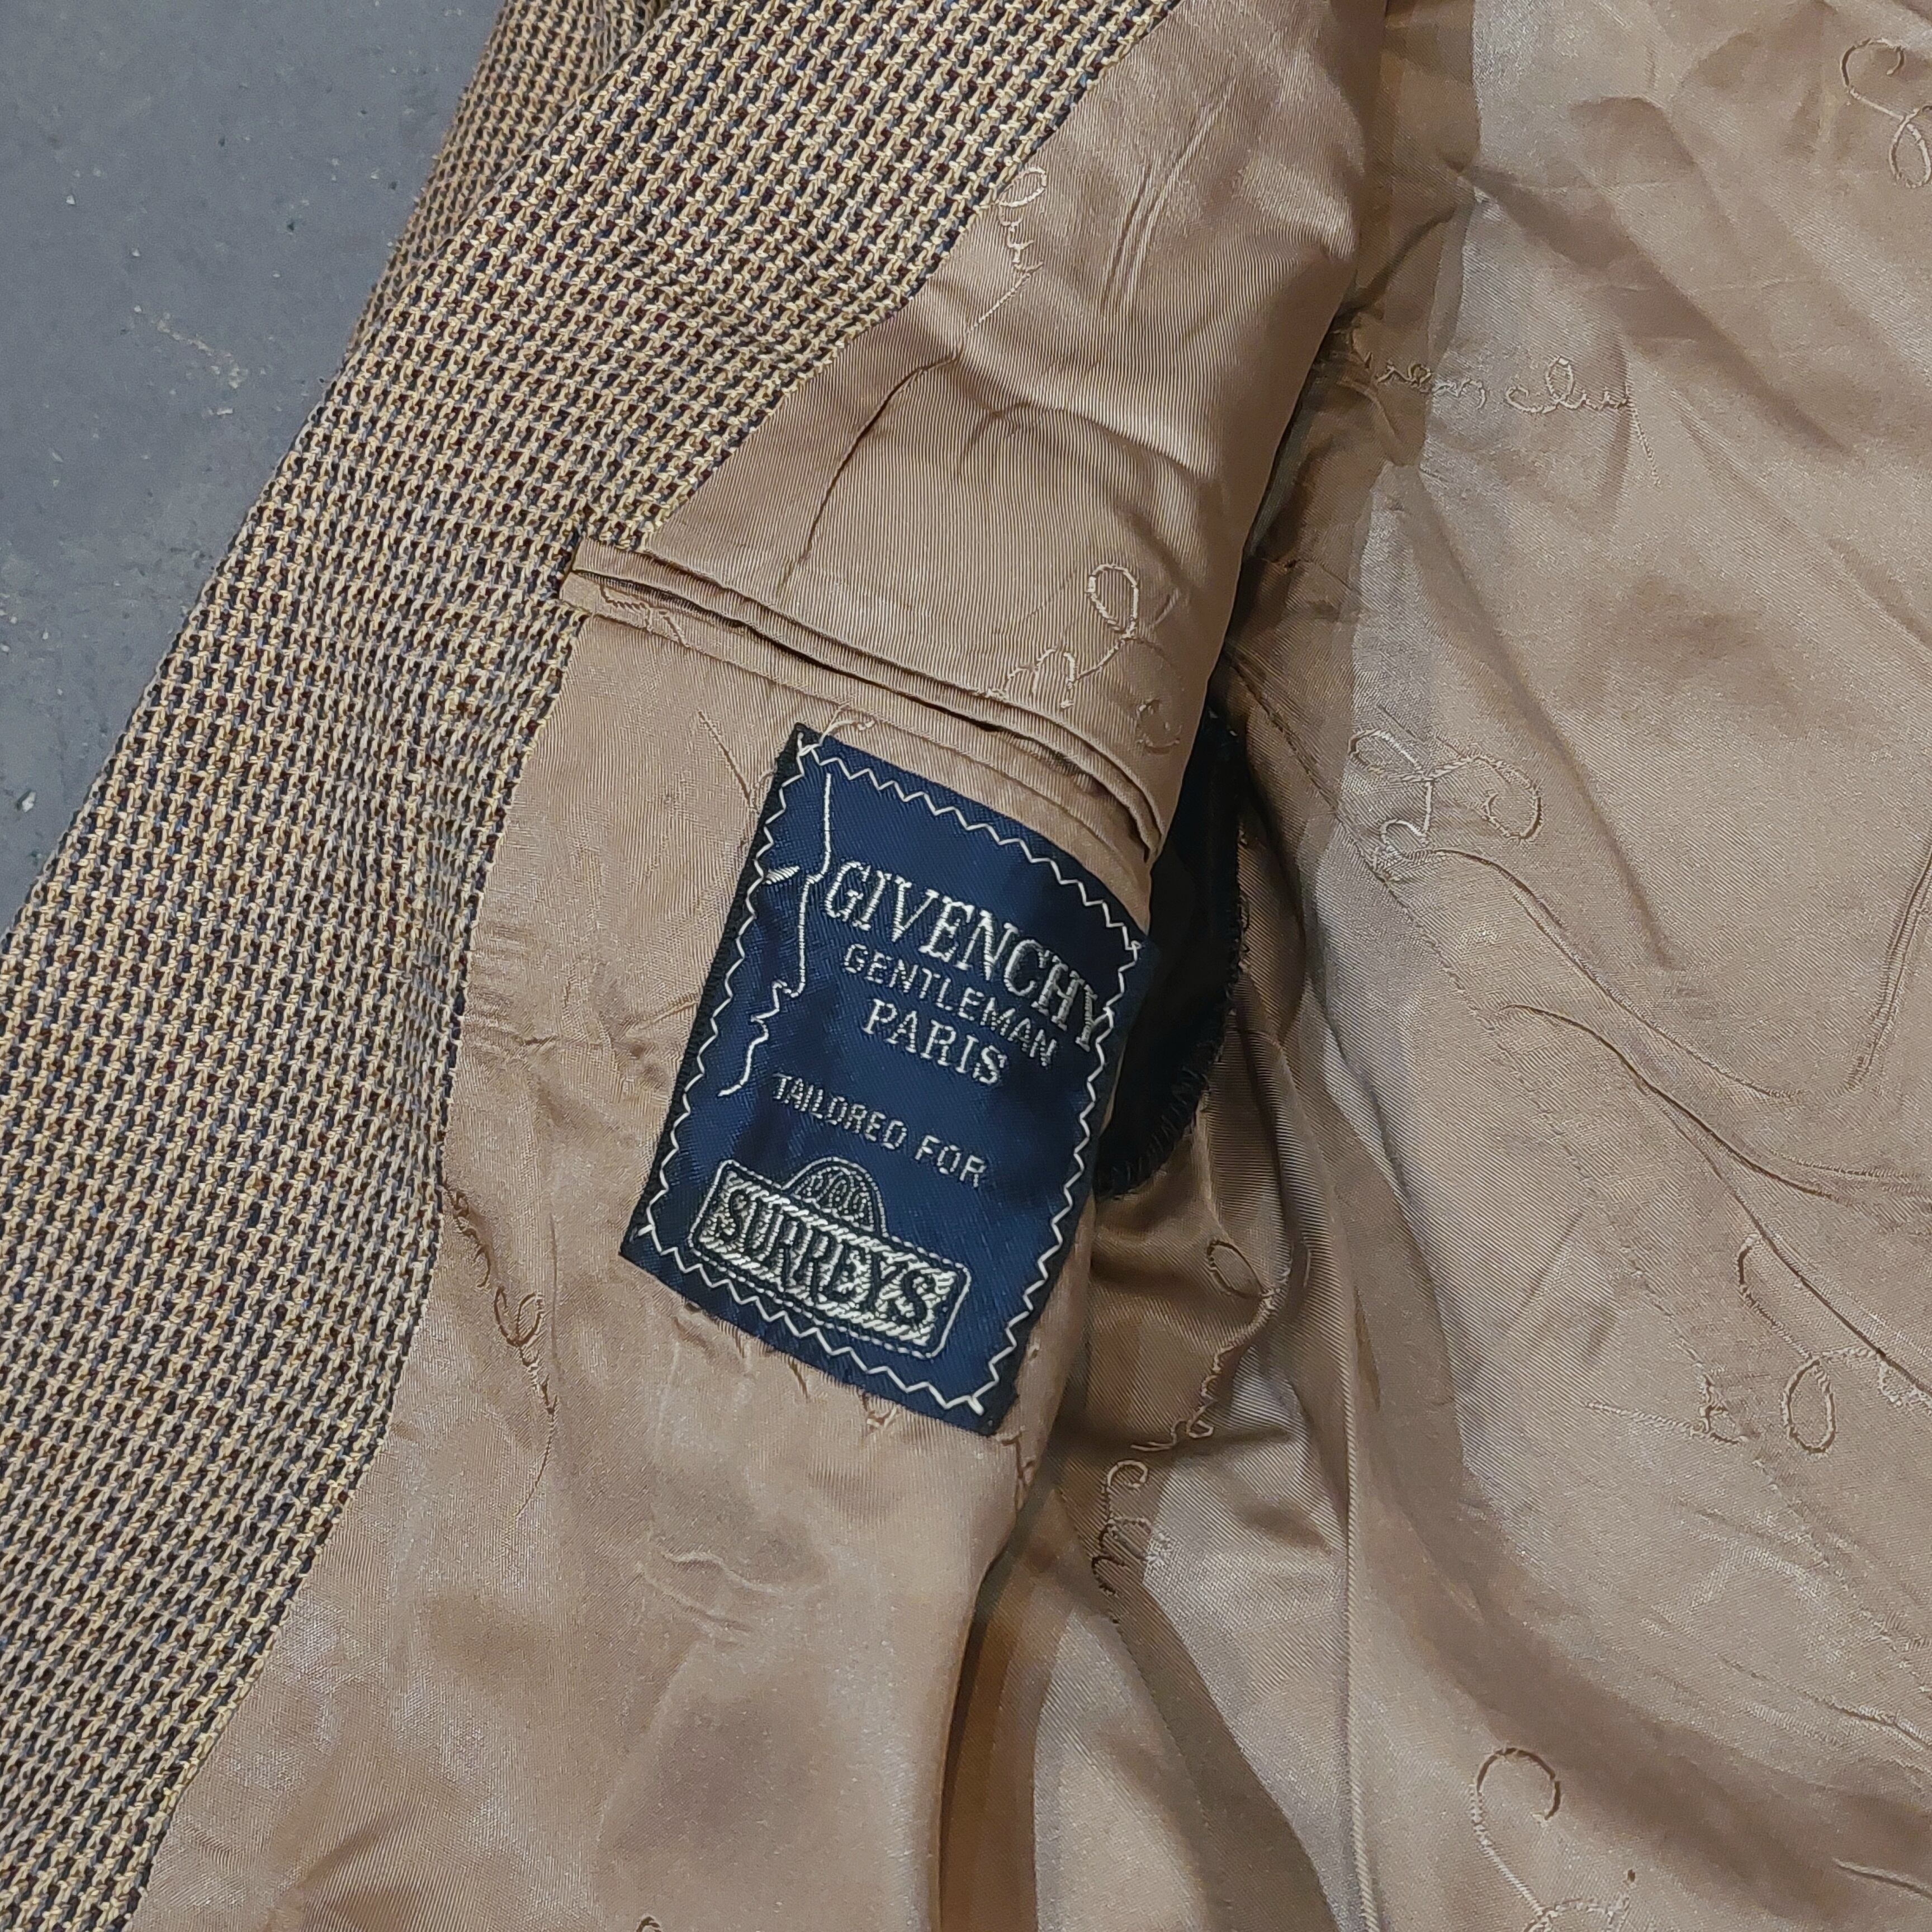 GIVENCHY
GENTLEMAN
PARIS
TAILORED FOR
SURREYS